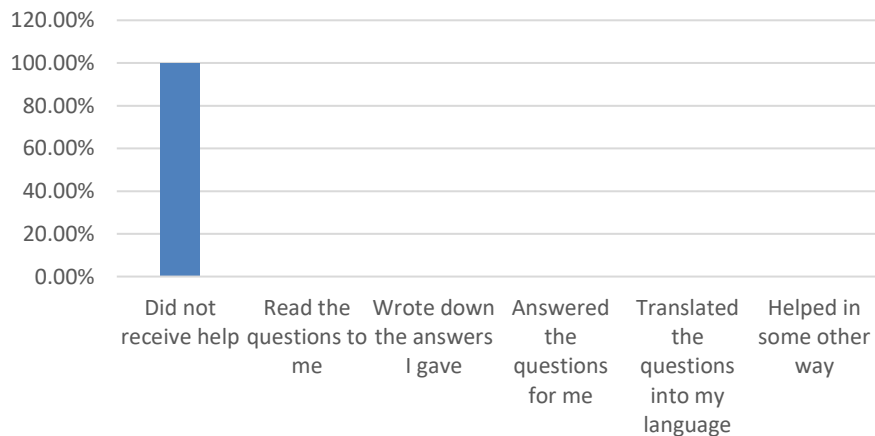 120.00%
100.00%
80.00%
60.00%
40.00%
20.00%
0.00%
Did not
receive help
Read the
questions to
me
Wrote down
the answers
I gave
Answered
the
questions
for me
Translated
the
questions
into my
language
Helped in
some other
way